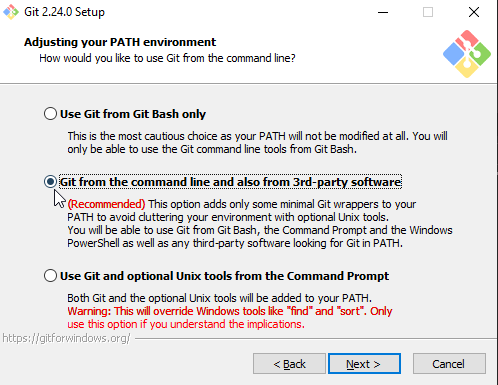 Git 2.24.0 Setup
Adjusting your PATH environment
How would you like to use Git from the command line?
Use Git from Git Bash only
This is the most cautious choice as your PATH will not be modified at all. You will
only be able to use the Git command line tools from Git Bash.
Git from the command line and also from 3rd-party software
(Recommended) This option adds only some minimal Git wrappers to your
PATH to avoid cluttering your environment with optional Unix tools.
You will be able to use Git from Git Bash, the Command Prompt and the Windows
PowerShell as well as any third-party software looking for Git in PATH.
Use Git and optional Unix tools from the Command Prompt
Both Git and the optional Unix tools will be added to your PATH.
Warning: This will override Windows tools like "find" and "sort". Only
use this option if you understand the implications.
https://gitforwindows.org/
< Back
Next >
Cancel